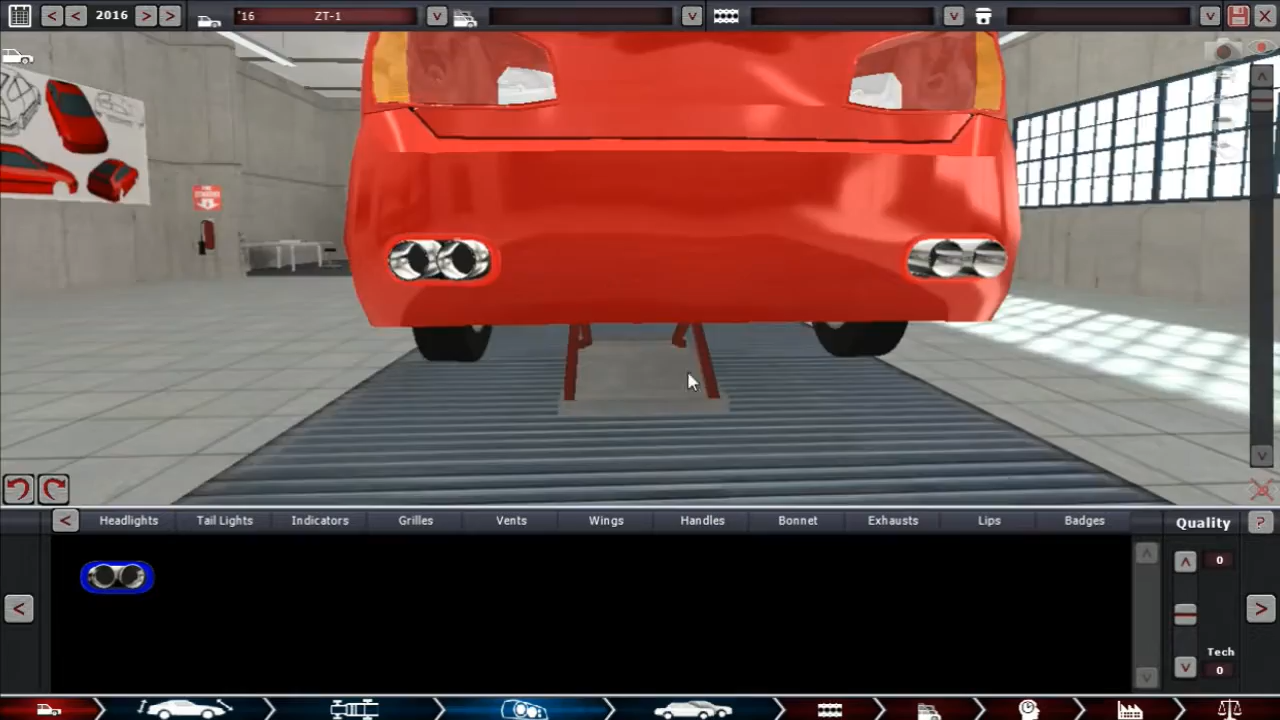 2016
'16 ZT-1
Headlights Tail Lights Indicators Grilles Vents Wings Handles Bonnet Exhausts Lips Badges
Quality ?
0
Tech
0